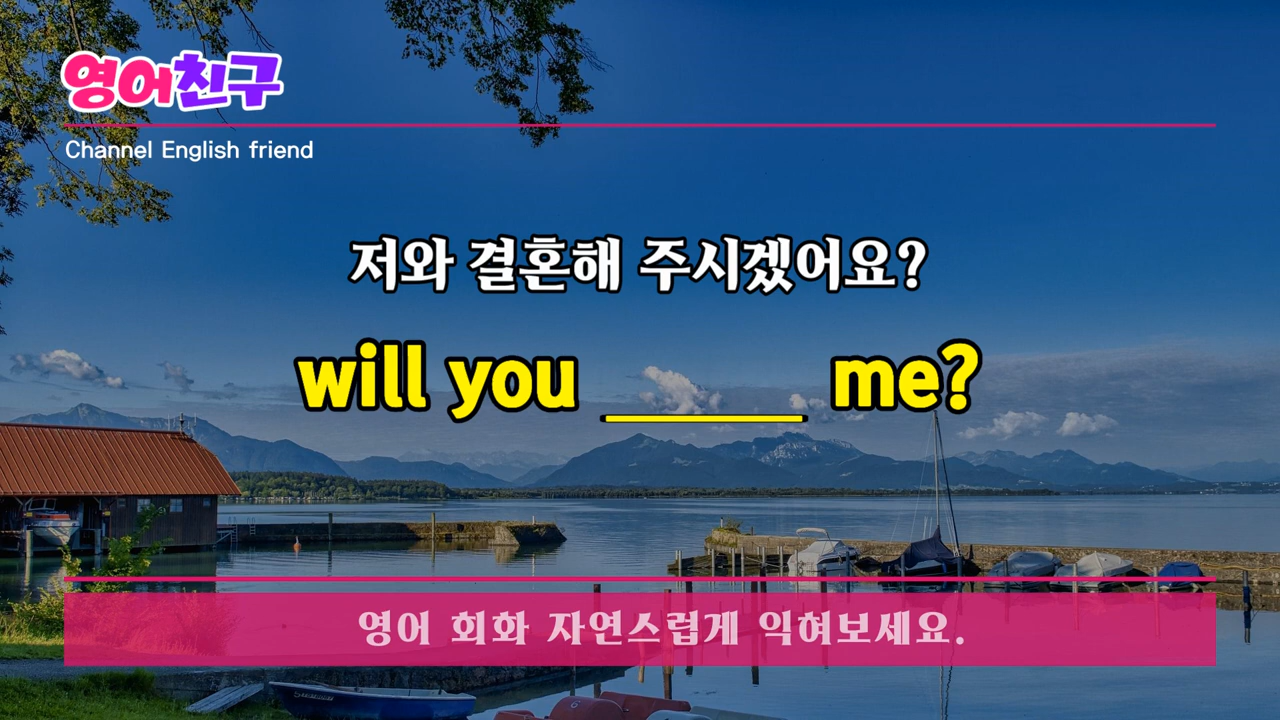 영어친구
Channel English friend
저와 결혼해 주시겠어요?
will you ______ me?
영어 회화 자연스럽게 익혀보세요.